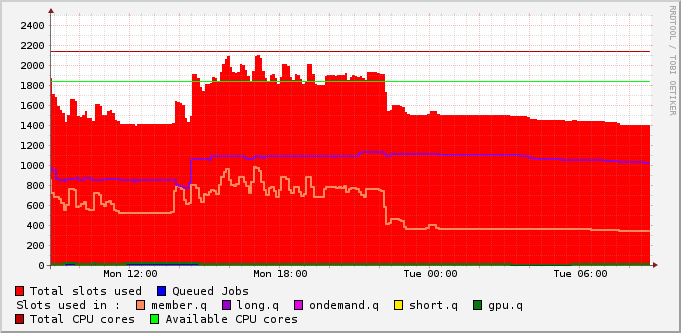 RRDTOOL / TOBI OETIKER
2400
2200
2000
1800
1600
1400
1200
1000
800
600
400
200
0
Mon 12:00 Mon 18:00 Tue 00:00 Tue 06:00
Total slots used Queued Jobs
Slots used in : member.q long.q ondemand.q short.q gpu.q
Total CPU cores Available CPU cores